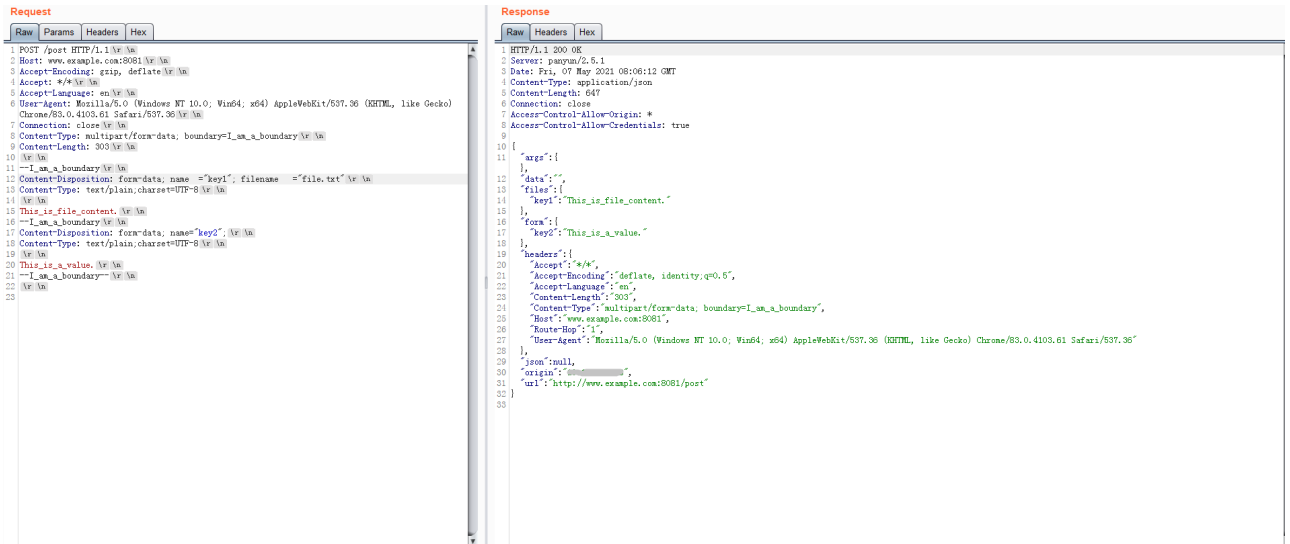 Request
Raw Params Headers Hex
1 POST /post HTTP/1.1 \r \n
2 Host: www.example.com:8081 \r \n
3 Accept-Encoding: gzip, deflate \r \n
4 Accept: */* \r \n
5 Accept-Language: en \r \n
6 User-Agent: Mozilla/5.0 (Windows NT 10.0; Win64; x64) AppleWebKit/537.36 (KHTML, like Gecko)
Chrome/83.0.4103.61 Safari/537.36 \r \n
7 Connection: close \r \n
8 Content-Type: multipart/form-data; boundary=I_am_a_boundary \r \n
9 Content-Length: 303 \r \n
10 \r \n
11 --I_am_a_boundary \r \n
12 Content-Disposition: form-data; name  ="key1"; filename   ="file.txt" \r \n
13 Content-Type: text/plain;charset=UTF-8 \r \n
14 \r \n
15 This_is_file_content. \r \n
16 --I_am_a_boundary \r \n
17 Content-Disposition: form-data; name="key2"; \r \n
18 Content-Type: text/plain;charset=UTF-8 \r \n
19 \r \n
20 This_is_a_value. \r \n
21 --I_am_a_boundary-- \r \n
22 \r \n
23
Response
Raw Headers Hex
1 HTTP/1.1 200 OK
2 Server: panyun/2.5.1
3 Date: Fri, 07 May 2021 08:06:12 GMT
4 Content-Type: application/json
5 Content-Length: 647
6 Connection: close
7 Access-Control-Allow-Origin: *
8 Access-Control-Allow-Credentials: true
9
10 {
11 "args":{
},
12 "data":"",
13 "files":{
14 "key1":"This_is_file_content."
15 },
16 "form":{
17 "key2":"This_is_a_value."
18 },
19 "headers":{
20 "Accept":"*/*",
21 "Accept-Encoding":"deflate, identity;q=0.5",
22 "Accept-Language":"en",
23 "Content-Length":"303",
24 "Content-Type":"multipart/form-data; boundary=I_am_a_boundary",
25 "Host":"www.example.com:8081",
26 "Route-Hop":"1",
27 "User-Agent":"Mozilla/5.0 (Windows NT 10.0; Win64; x64) AppleWebKit/537.36 (KHTML, like Gecko) Chrome/83.0.4103.61 Safari/537.36"
28 },
29 "json":null,
30 "origin":" ",
31 "url":"http://www.example.com:8081/post"
32 }
33